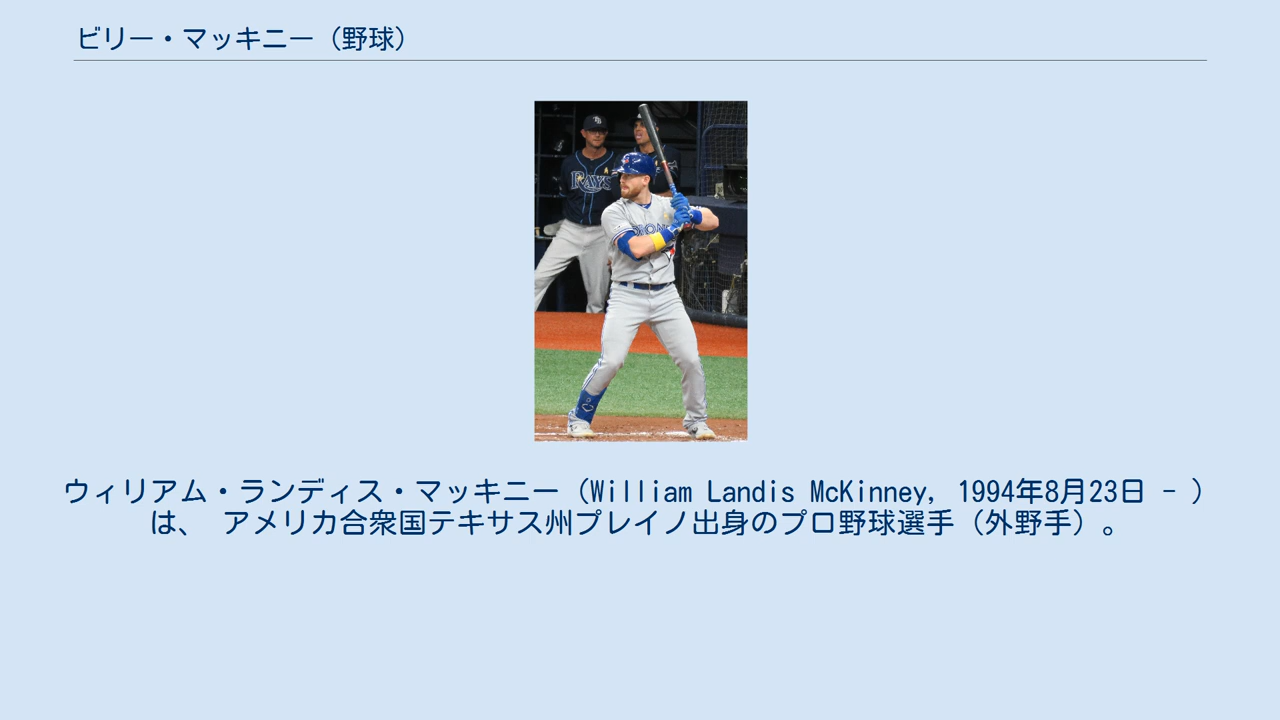 ビリー・マッキニー（野球）
RAYS
ウィリアム・ランディス・マッキニー（William Landis McKinney, 1994年8月23日 - ）
は、 アメリカ合衆国テキサス州プレイノ出身のプロ野球選手（外野手）。